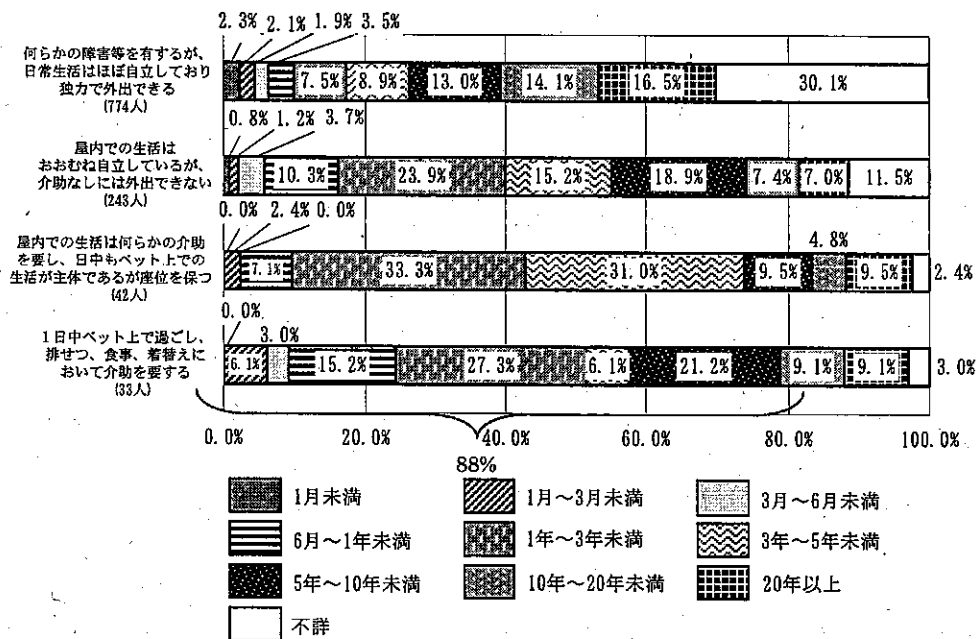 2.3% 2.1% 1.9% 3.5%
何らかの障害等を有するが、
日常生活はほぼ自立しており
独力で外出できる
(774人)
7.5% 8.9% 13.0% 14.1% 16.5% 30.1%
0.8% 1.2% 3.7%
屋内での生活は
おおむね自立しているが、
介助なしには外出できない
(243人)
10.3% 23.9% 15.2% 18.9% 7.4% 7.0% 11.5%
0.0% 2.4% 0.0%
屋内での生活は何らかの介助
を要し、日中もベット上での
生活が主体であるが座位を保つ
(42人)
4.8%
7.1% 33.3% 31.0% 9.5% 9.5% 2.4%
0.0%
3.0%
1日中ベット上で過ごし、
排せつ、食事、着替えに
おいて介助を要する
(33人)
6.1% 15.2% 27.3% 6.1% 21.2% 9.1% 9.1% 3.0%
0.0% 20.0% 40.0% 60.0% 80.0% 100.0%
88%
1月未満 1月～3月未満 3月～6月未満
6月～1年未満 1年～3年未満 3年～5年未満
5年～10年未満 10年～20年未満 20年以上
不詳